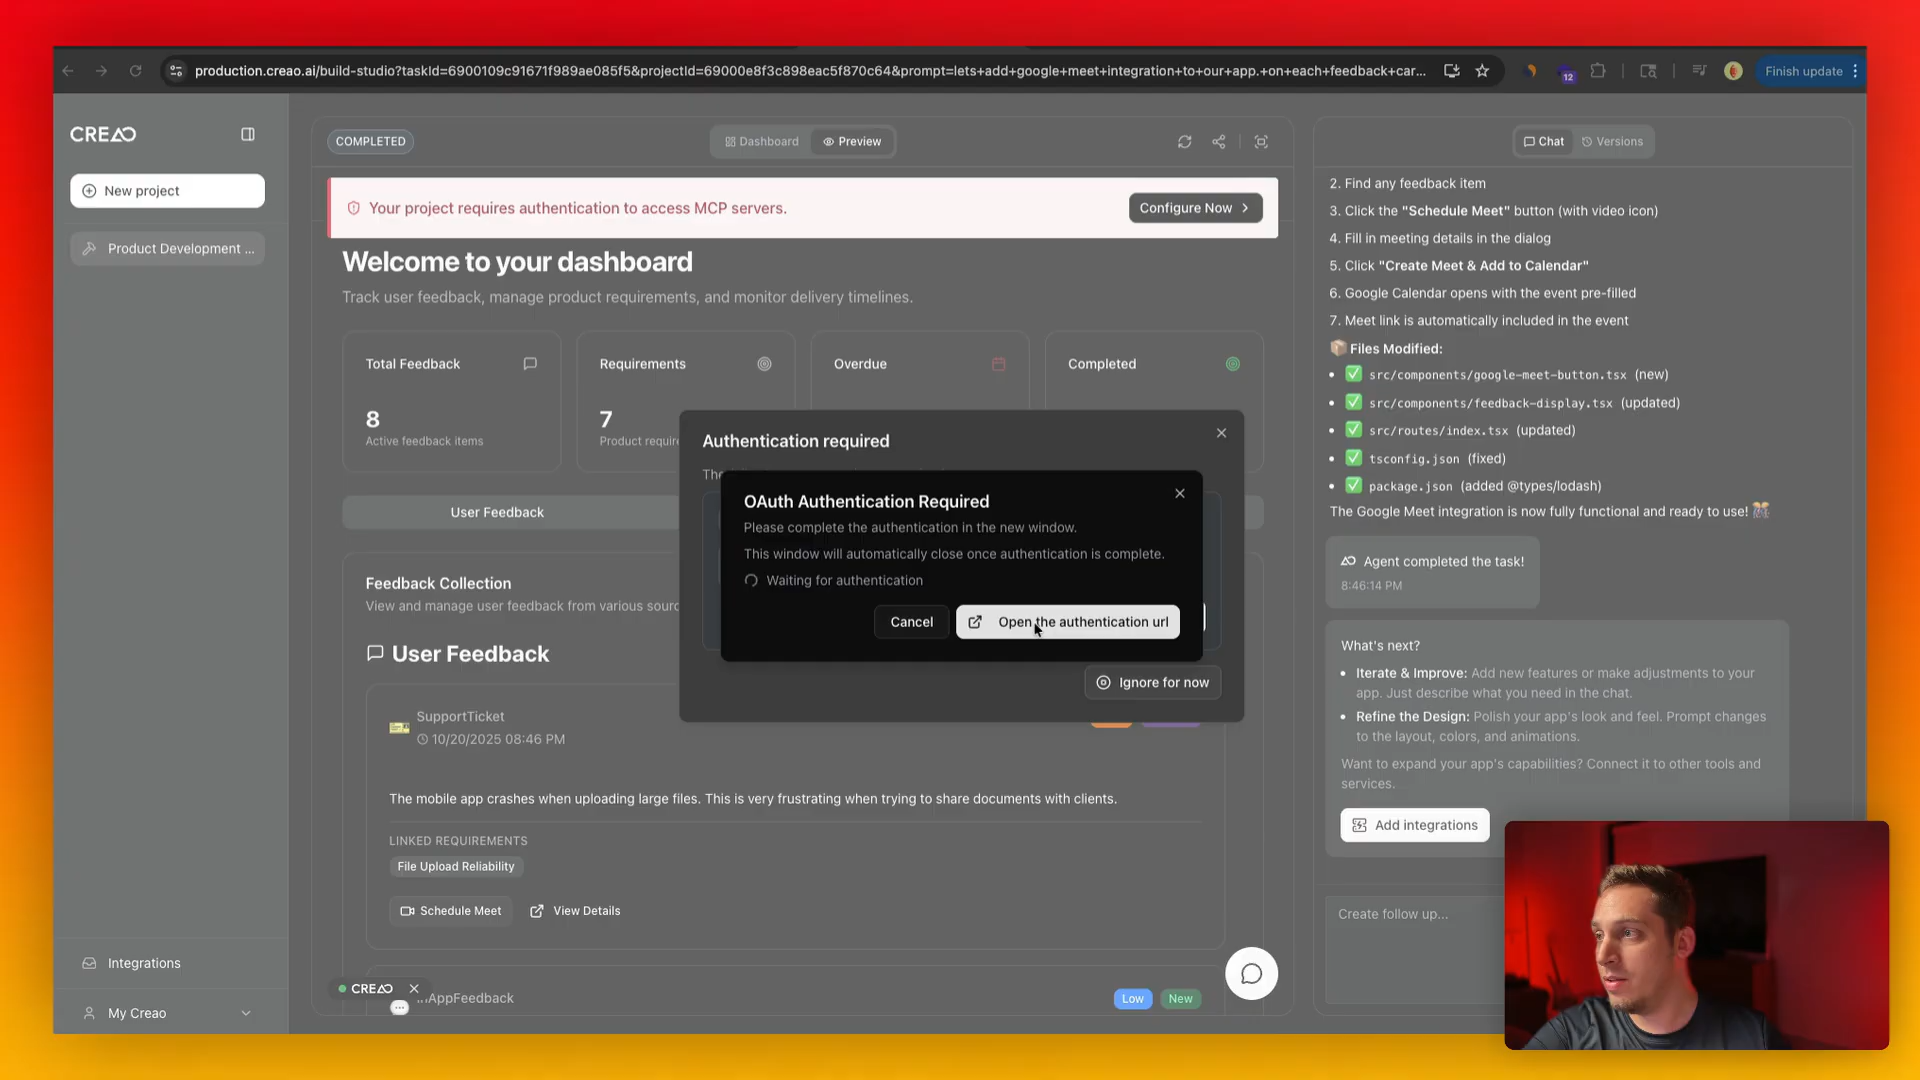 production.creao.ai/build-studio?taskId=6900109c91671f989ae085f5&projectId=69000e8f3c898eac5f870c64&prompt=lets+add+google+meet+integration+to+our+app.+on+each+feedback+car...
12
Finish update
CREAO
New project
Product Development ...
Integrations
My Creao
COMPLETED
Dashboard
Preview
Your project requires authentication to access MCP servers.
Configure Now
Welcome to your dashboard
Track user feedback, manage product requirements, and monitor delivery timelines.
Total Feedback
8
Active feedback items
Requirements
7
Product require
Overdue
Completed
User Feedback
Authentication required
The
OAuth Authentication Required
Please complete the authentication in the new window.
This window will automatically close once authentication is complete.
Waiting for authentication
Cancel
Open the authentication url
Ignore for now
Feedback Collection
View and manage user feedback from various sourc
User Feedback
SupportTicket
10/20/2025 08:46 PM
The mobile app crashes when uploading large files. This is very frustrating when trying to share documents with clients.
LINKED REQUIREMENTS
File Upload Reliability
Schedule Meet
View Details
CREAO
AppFeedback
Low
New
Chat
Versions
2. Find any feedback item
3. Click the "Schedule Meet" button (with video icon)
4. Fill in meeting details in the dialog
5. Click "Create Meet & Add to Calendar"
6. Google Calendar opens with the event pre-filled
7. Meet link is automatically included in the event
Files Modified:
src/components/google-meet-button.tsx (new)
src/components/feedback-display.tsx (updated)
src/routes/index.tsx (updated)
tsconfig.json (fixed)
package.json (added @types/lodash)
The Google Meet integration is now fully functional and ready to use!
Agent completed the task!
8:46:14 PM
What's next?
Iterate & Improve: Add new features or make adjustments to your
app. Just describe what you need in the chat.
Refine the Design: Polish your app's look and feel. Prompt changes
to the layout, colors, and animations.
Want to expand your app's capabilities? Connect it to other tools and
services.
Add integrations
Create follow up...